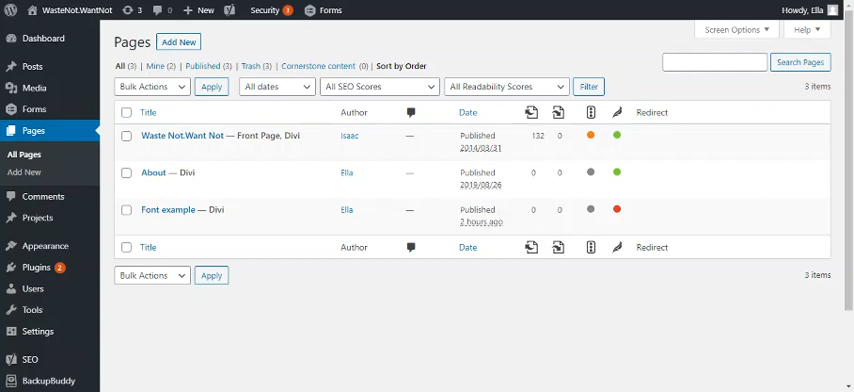 WasteNot.WantNot 3 0 + New Security 3 Forms Howdy, Ella
Screen Options Help
Dashboard
Posts
Media
Forms
Pages
All Pages
Add New
Comments
Projects
Appearance
Plugins 2
Users
Tools
Settings
SEO
BackupBuddy
Pages Add New
All (3) | Mine (2) | Published (3) | Trash (3) | Cornerstone content (0) | Sort by Order
Search Pages
Bulk Actions Apply All dates All SEO Scores All Readability Scores Filter 3 items
Title Author Date Redirect
Waste Not.Want Not — Front Page, Divi Isaac — Published 132 0
2014/03/31
About — Divi Ella — Published 0 0
2019/08/26
Font example — Divi Ella — Published 0 0
2 hours ago
Title Author Date Redirect
Bulk Actions Apply 3 items